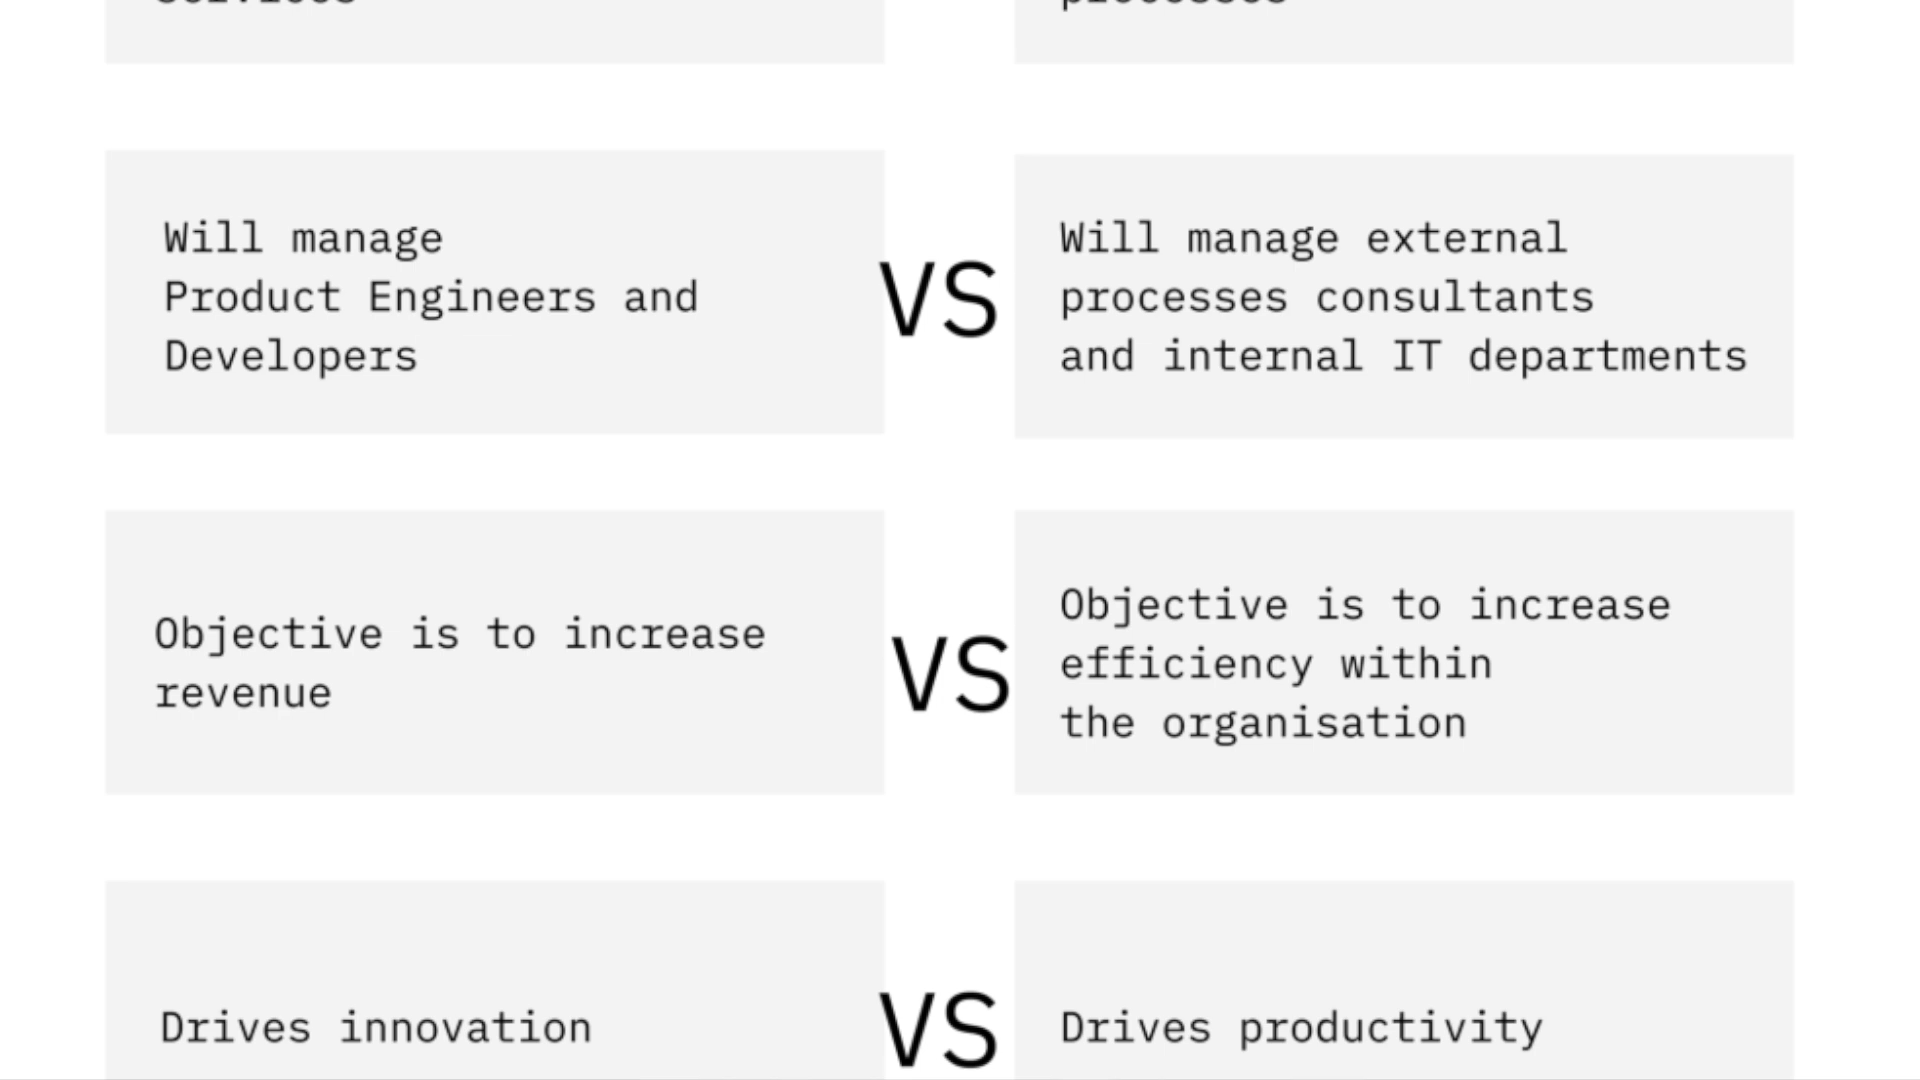 Will manage
Product Engineers and
Developers
VS
Will manage external
processes consultants
and internal IT departments
Objective is to increase
revenue
VS
Objective is to increase
efficiency within
the organisation
Drives innovation
VS
Drives productivity